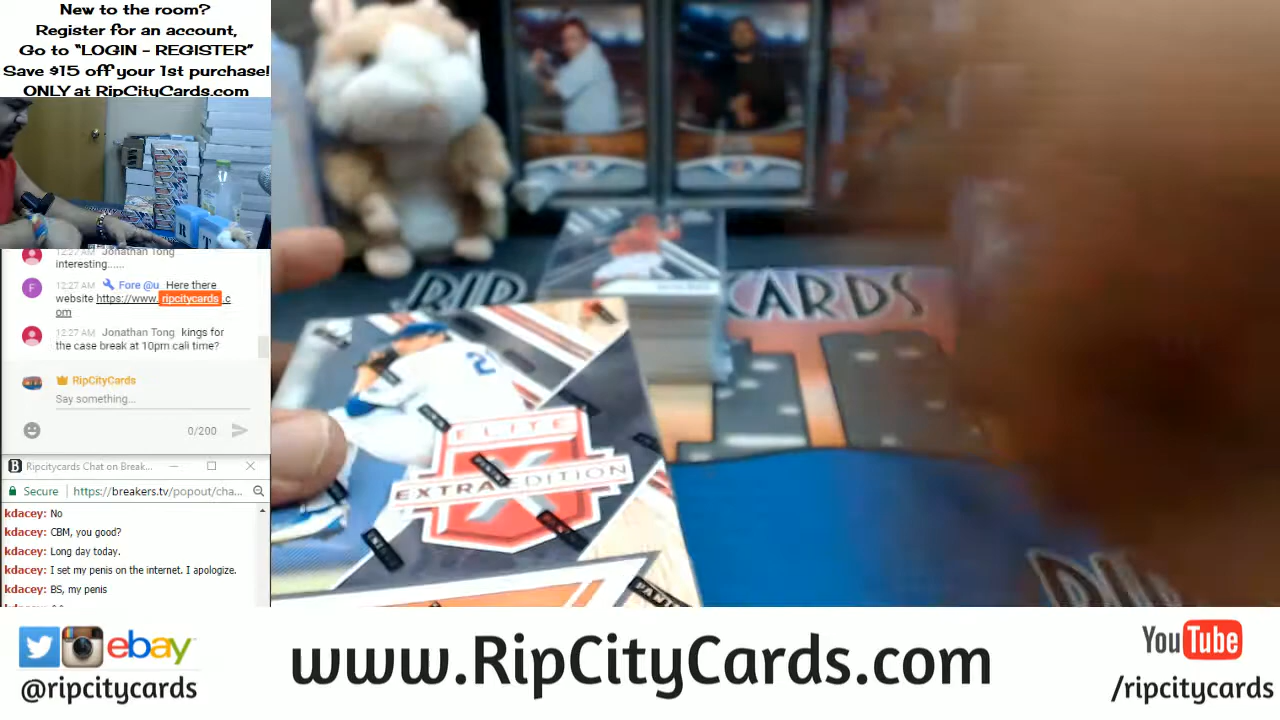 New to the room?
Register for an account,
Go to “LOGIN - REGISTER”
Save $15 off your 1st purchase!
ONLY at RipCityCards.com
12:27 AM Jonathan Tong
interesting......
F
12:27 AM Fore @u Here there
website https://www.ripcitycards.c
om
12:27 AM Jonathan Tong kings for
the case break at 10pm cali time?
RipCityCards
Say something...
0/200
B Ripcitycards Chat on Break...
Secure https://breakers.tv/popout/cha...
kdacey: No
kdacey: CBM, you good?
kdacey: Long day today.
kdacey: I set my penis on the internet. I apologize.
kdacey: BS, my penis
R T
RIP CARDS
2
ELITE
EXTRA EDITION
X
PANINI
ebay
@ripcitycards
www.RipCityCards.com
YouTube
/ripcitycards